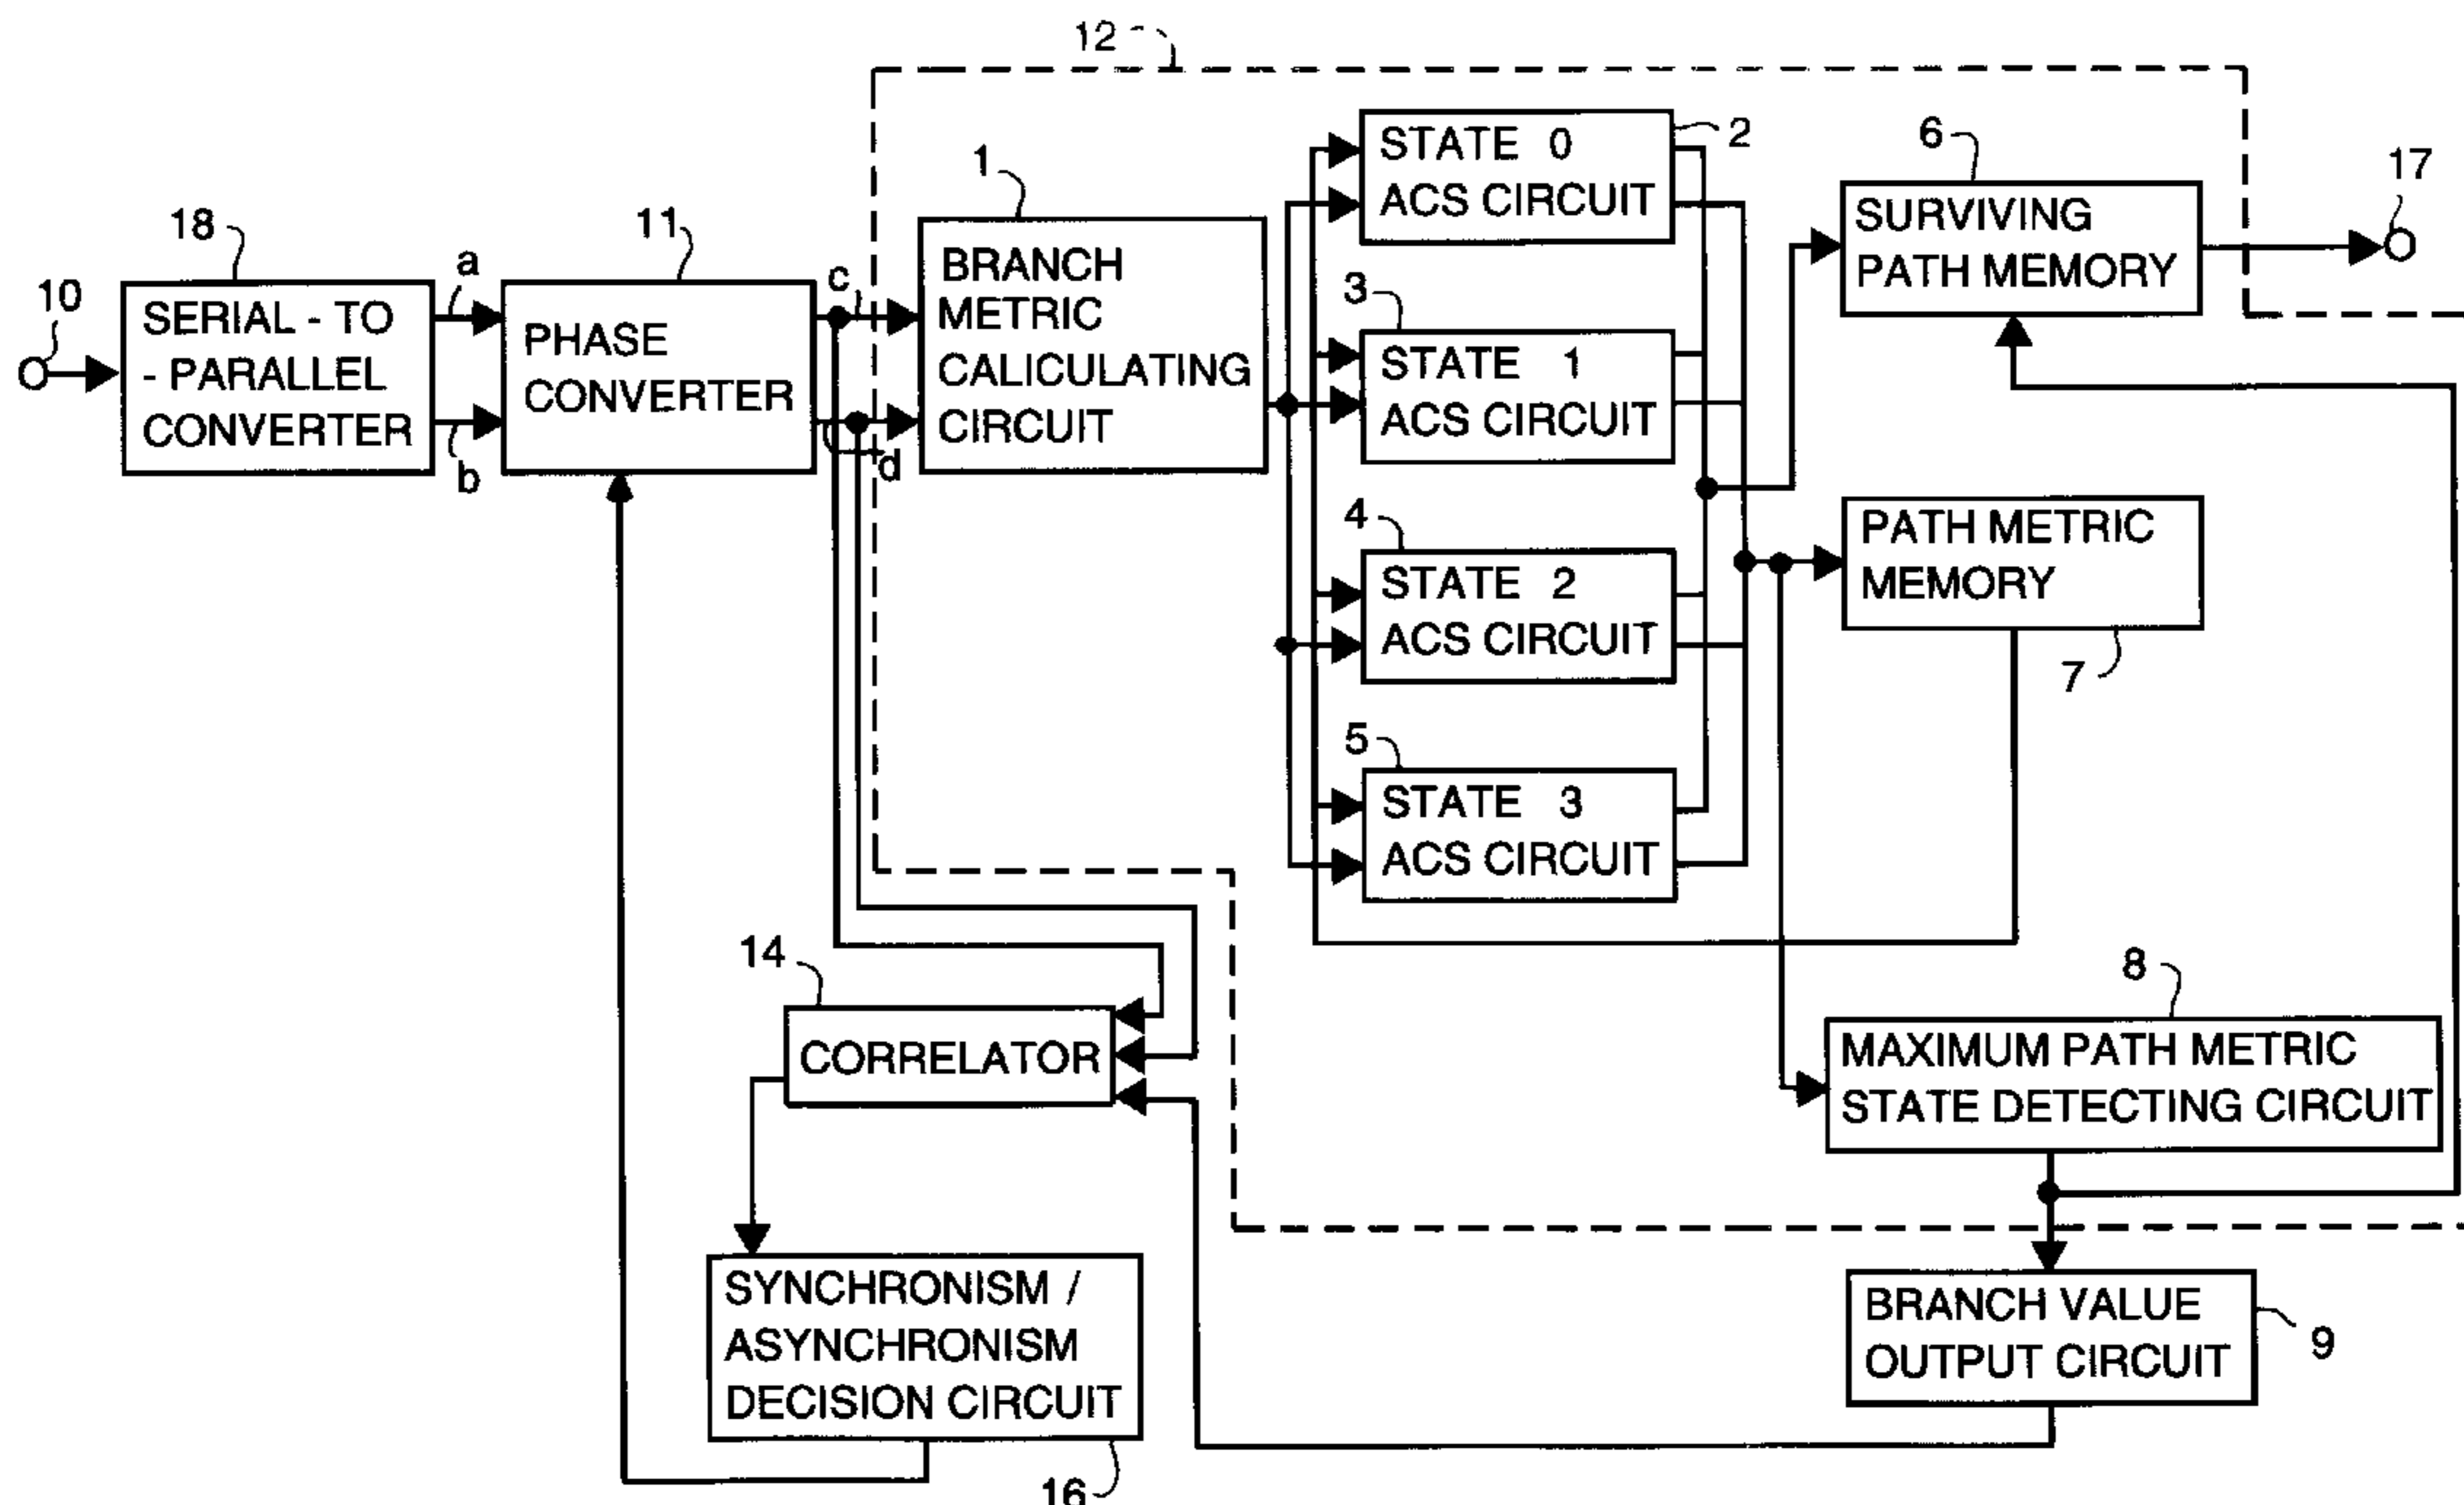 12
10
18
SERIAL - TO
- PARALLEL
CONVERTER
a
b
11
PHASE
CONVERTER
c
d
1
BRANCH
METRIC
CALICULATING
CIRCUIT
2
STATE 0
ACS CIRCUIT
3
STATE 1
ACS CIRCUIT
4
STATE 2
ACS CIRCUIT
5
STATE 3
ACS CIRCUIT
6
SURVIVING
PATH MEMORY
17
PATH METRIC
MEMORY
7
8
MAXIMUM PATH METRIC
STATE DETECTING CIRCUIT
14
CORRELATOR
SYNCHRONISM /
ASYNCHRONISM
DECISION CIRCUIT
16
BRANCH VALUE
OUTPUT CIRCUIT
9